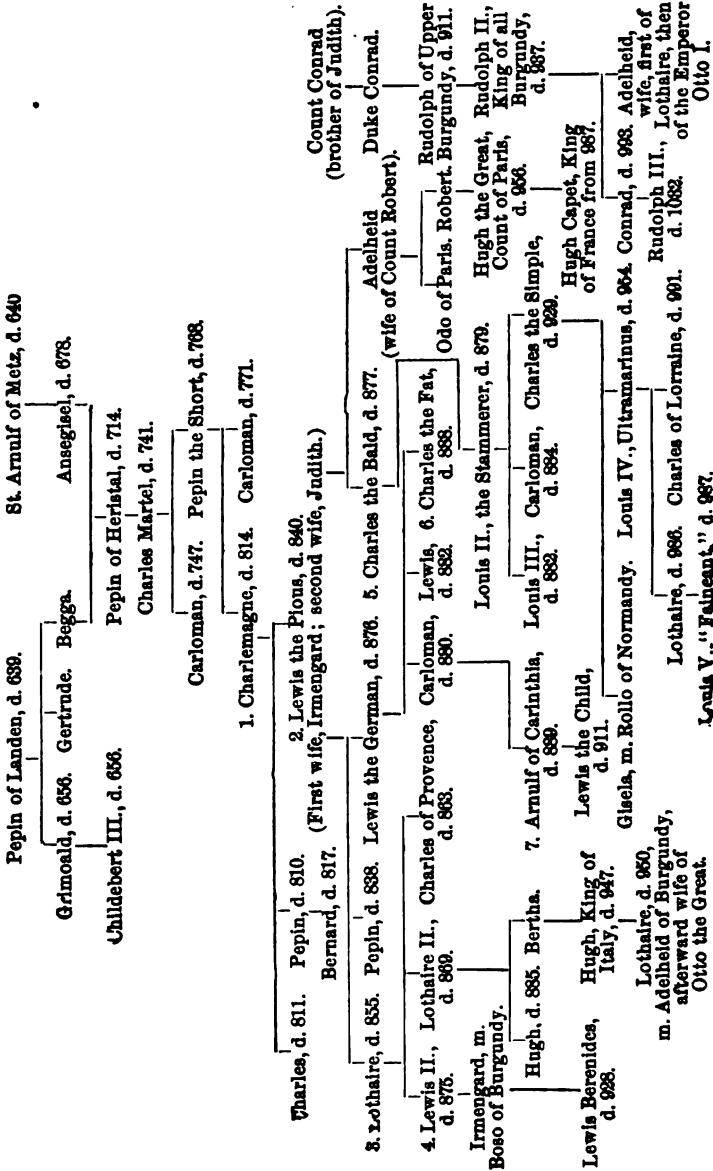 Pepin of Landen, d. 639. St. Arnulf of Metz, d. 640
Grimoald, d. 656. Gertrude. Begga. Ansegisel, d. 678.
Childebert III., d. 656. Pepin of Heristal, d. 714.
Charles Martel, d. 741.
Carloman, d. 747. Pepin the Short, d. 768.
1. Charlemagne, d. 814. Carloman, d. 771.
Charles, d. 811. Pepin, d. 810. 2. Lewis the Pious, d. 840.
Bernard, d. 817. (First wife, Irmengard; second wife, Judith.)
Count Conrad
(brother of Judith).
3. Lothaire, d. 855. Pepin, d. 838. Lewis the German, d. 876. 5. Charles the Bald, d. 877. Adelheid Duke Conrad.
(wife of Count Robert).
4. Lewis II., Lothaire II., Charles of Provence, Carloman, Lewis, 6. Charles the Fat, Odo of Paris. Robert. Rudolph of Upper
d. 875. d. 869. d. 863. d. 880. d. 882. d. 888. Burgundy, d. 911.
Irmengard, m.
Boso of Burgundy.
Louis II., the Stammerer, d. 879. Hugh the Great, Rudolph II.,
Count of Paris, King of all
d. 956. Burgundy,
d. 937.
Hugh, d. 885. Bertha. 7. Arnulf of Carinthia, Louis III., Carloman, Charles the Simple,
d. 889. d. 882. d. 884. d. 929.
Lewis Berenides, Hugh, King of Lewis the Child, Hugh Capet, King
d. 928. Italy, d. 947. d. 911. of France from 987.
Gisela, m. Rollo of Normandy. Louis IV., Ultramarinus, d. 954. Conrad, d. 993. Adelheid,
wife, first of
Lothaire, then
of the Emperor
Otto I.
Lothaire, d. 950,
m. Adelheid of Burgundy,
afterward wife of
Otto the Great.
Lothaire, d. 986. Charles of Lorraine, d. 991. Rudolph III.,
d. 1032.
Louis V., "Faineant," d. 987.